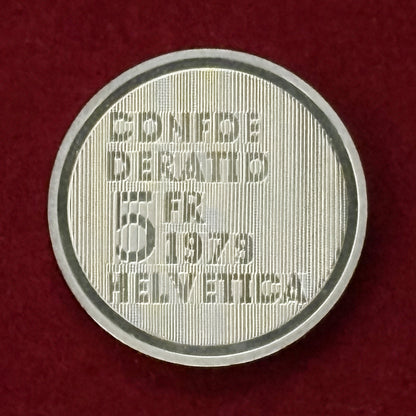 CONFOE
DERATIO
5 FR
1979
HELVETICA